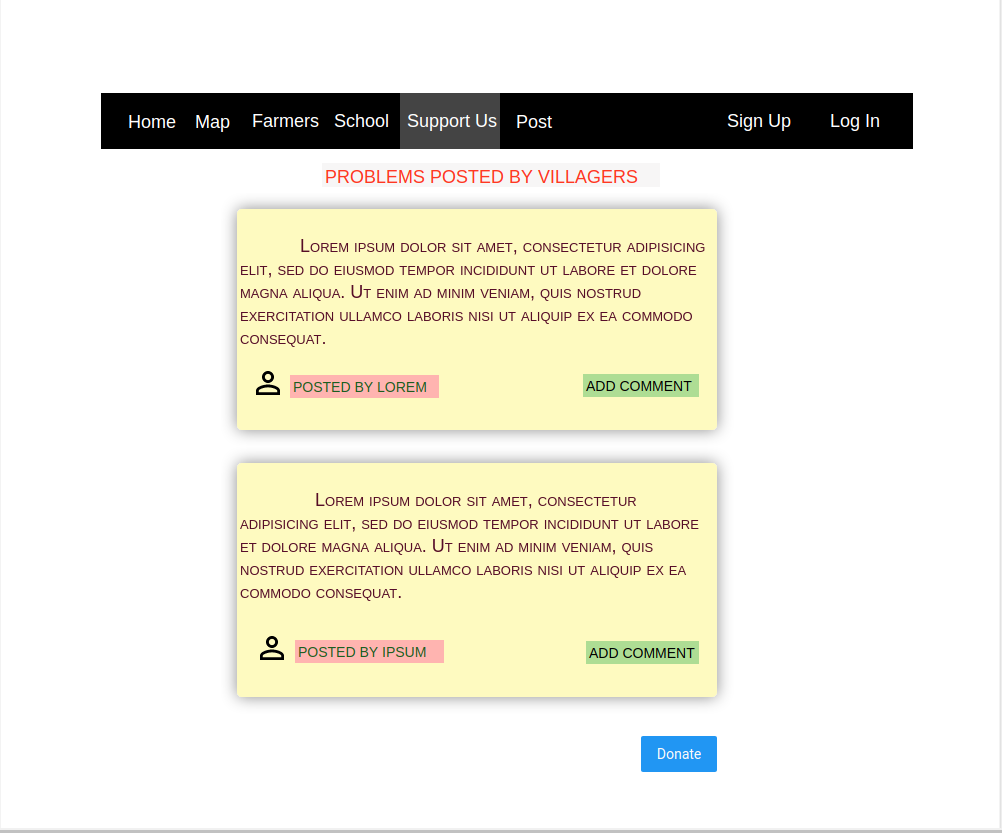 Home Map Farmers School Support Us Post Sign Up Log In
PROBLEMS POSTED BY VILLAGERS
Lorem ipsum dolor sit amet, consectetur adipisicing
elit, sed do eiusmod tempor incididunt ut labore et dolore
magna aliqua. Ut enim ad minim veniam, quis nostrud
exercitation ullamco laboris nisi ut aliquip ex ea commodo
consequat.
POSTED BY LOREM ADD COMMENT
Lorem ipsum dolor sit amet, consectetur
adipisicing elit, sed do eiusmod tempor incididunt ut labore
et dolore magna aliqua. Ut enim ad minim veniam, quis
nostrud exercitation ullamco laboris nisi ut aliquip ex ea
commodo consequat.
POSTED BY IPSUM ADD COMMENT
Donate